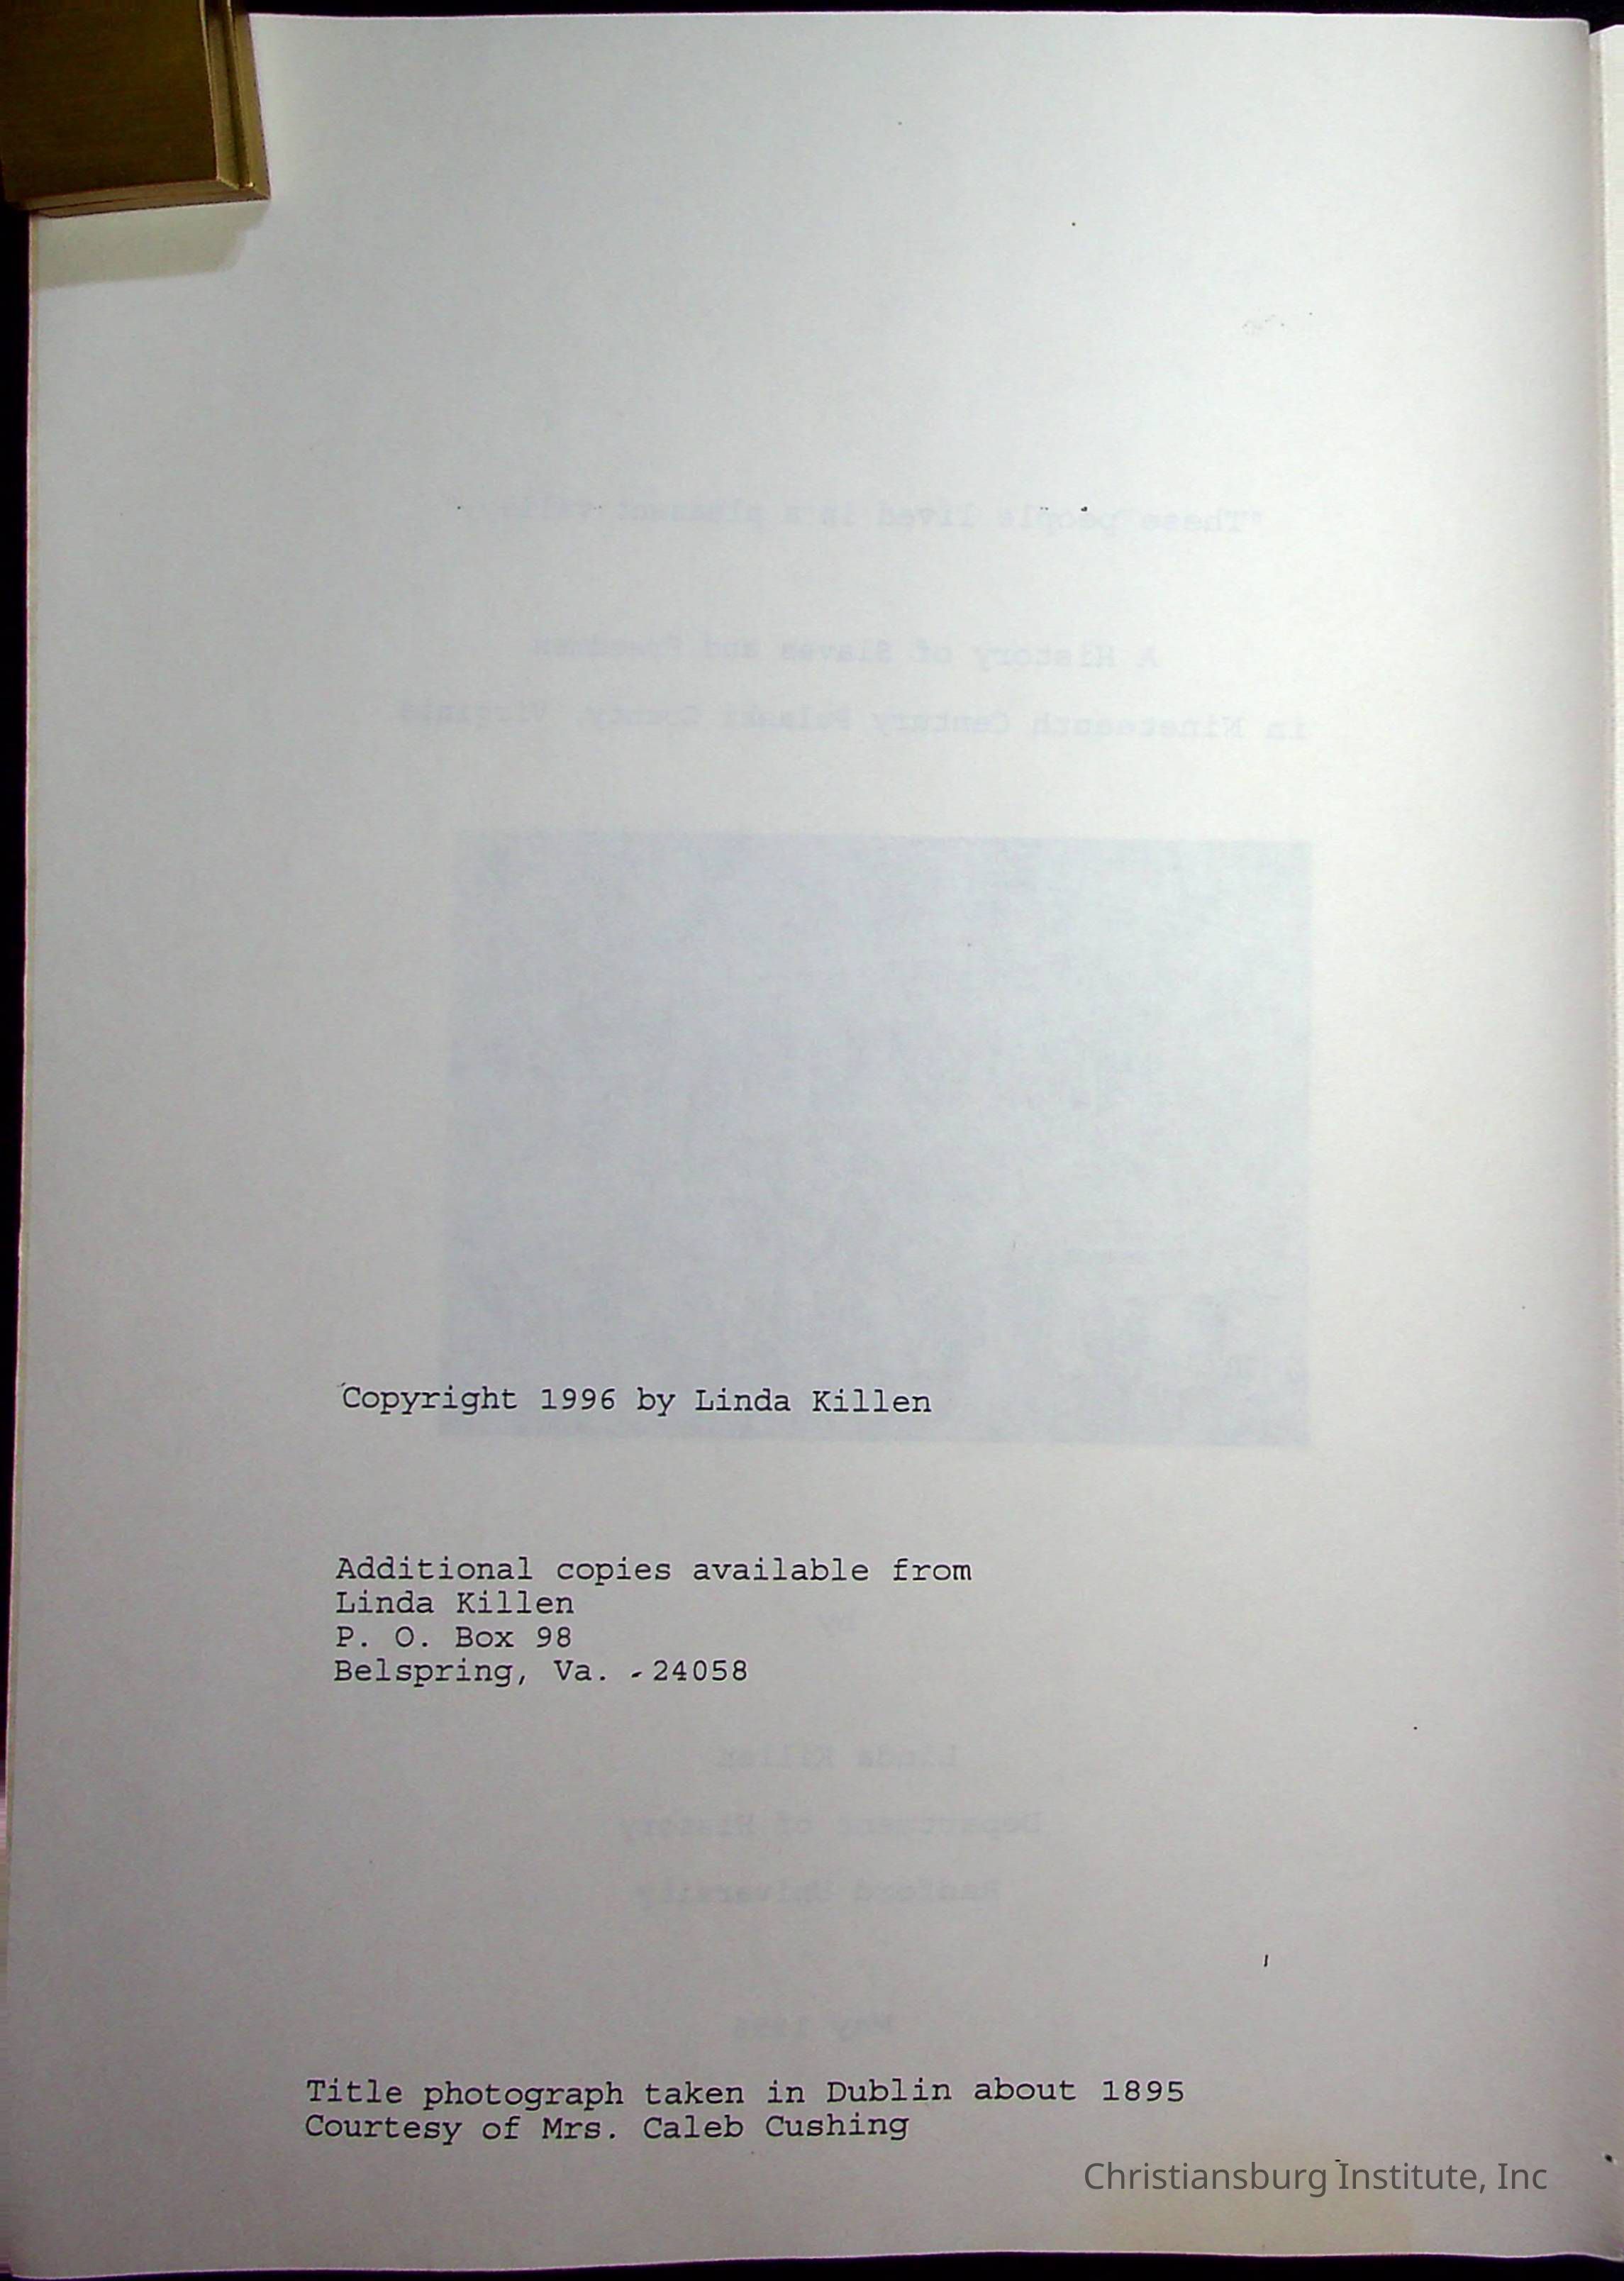 Copyright 1996 by Linda Killen
Additional copies available from
Linda Killen
P. O. Box 98
Belspring, Va. 24058
Title photograph taken in Dublin about 1895
Courtesy of Mrs. Caleb Cushing
Christiansburg Institute, Inc